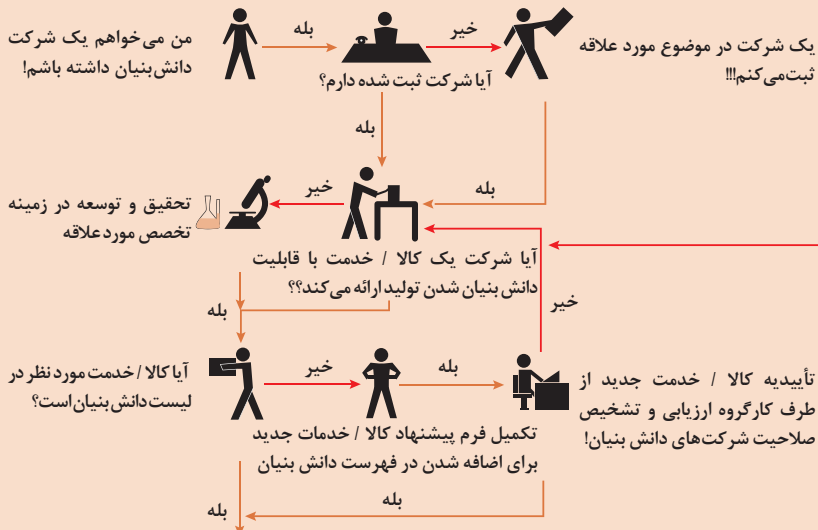 من می‌خواهم یک شرکت
دانش‌بنیان داشته باشم!
بله
آیا شرکت ثبت شده دارم؟
خیر
یک شرکت در موضوع مورد علاقه
ثبت‌می‌کنم!!!
بله
بله
خیر
تحقیق و توسعه در زمینه
تخصص مورد علاقه
آیا شرکت یک کالا / خدمت با قابلیت
دانش بنیان شدن تولید ارائه می‌کند؟؟
بله
خیر
آیا کالا / خدمت مورد نظر در
لیست دانش بنیان است؟
خیر
بله
تکمیل فرم پیشنهاد کالا / خدمات جدید
برای اضافه شدن در فهرست دانش بنیان
تأییدیه کالا / خدمت جدید از
طرف کارگروه ارزیابی و تشخیص
صلاحیت شرکت‌های دانش بنیان!
بله
بله